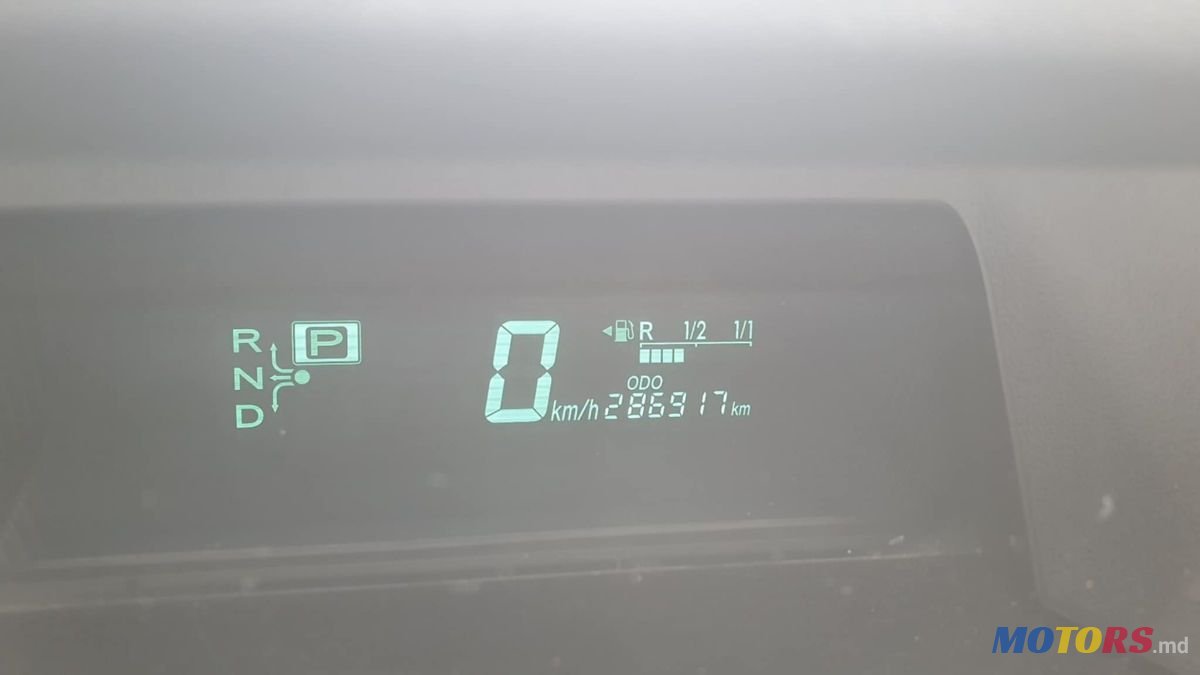 R P
N
D
0 km/h
R 1/2 1/1
ODO
286917 km
MOTORS.md